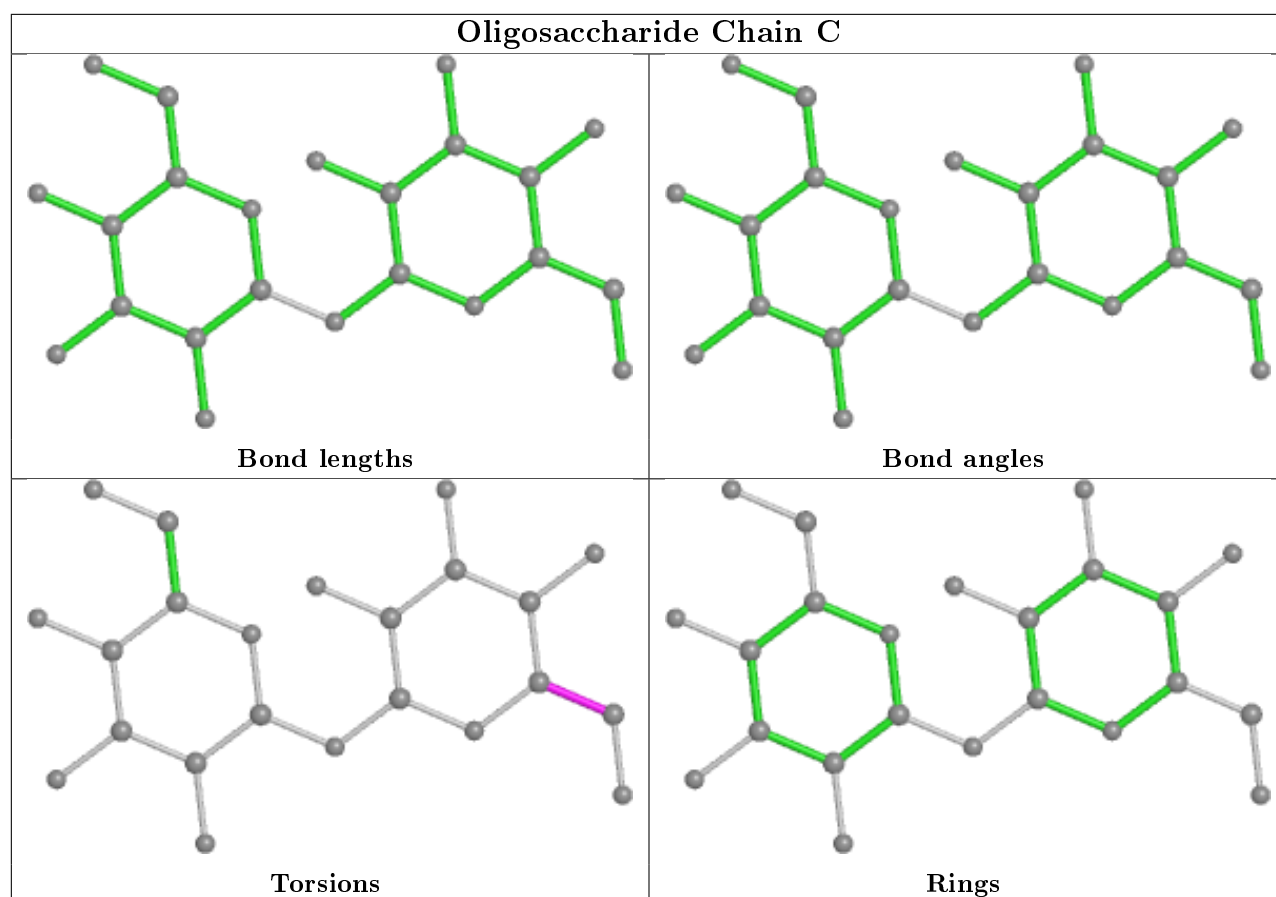 Oligosaccharide Chain C
Bond lengths
Bond angles
Torsions
Rings